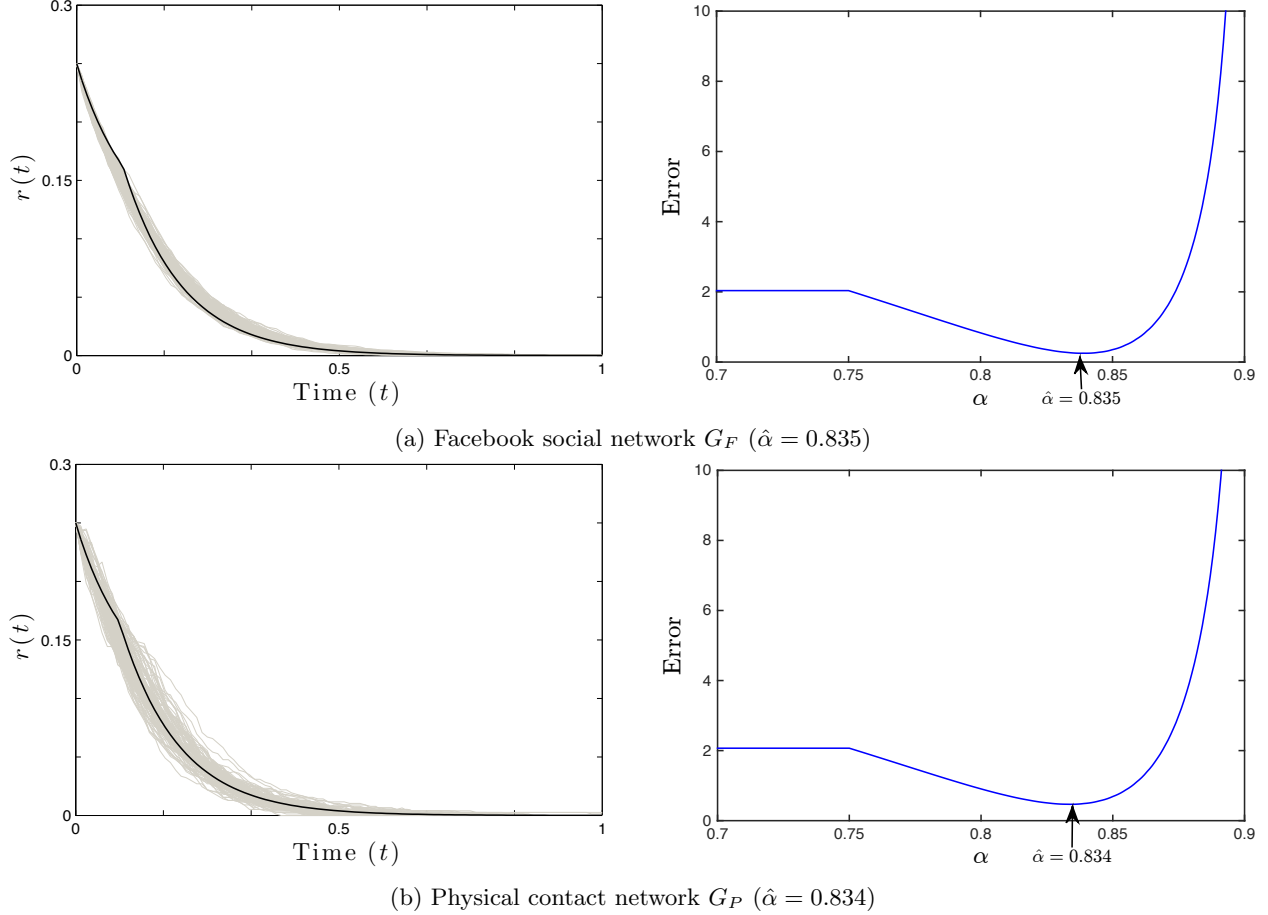 0.3
0.15
0
r(t)
0
0.5
1
Time (t)
10
8
6
4
2
0
Error
0.7
0.75
0.8
0.85
0.9
α
α̂ = 0.835
(a) Facebook social network G_F (α̂ = 0.835)
0.3
0.15
0
r(t)
0
0.5
1
Time (t)
10
8
6
4
2
0
Error
0.7
0.75
0.8
0.85
0.9
α
α̂ = 0.834
(b) Physical contact network G_P (α̂ = 0.834)